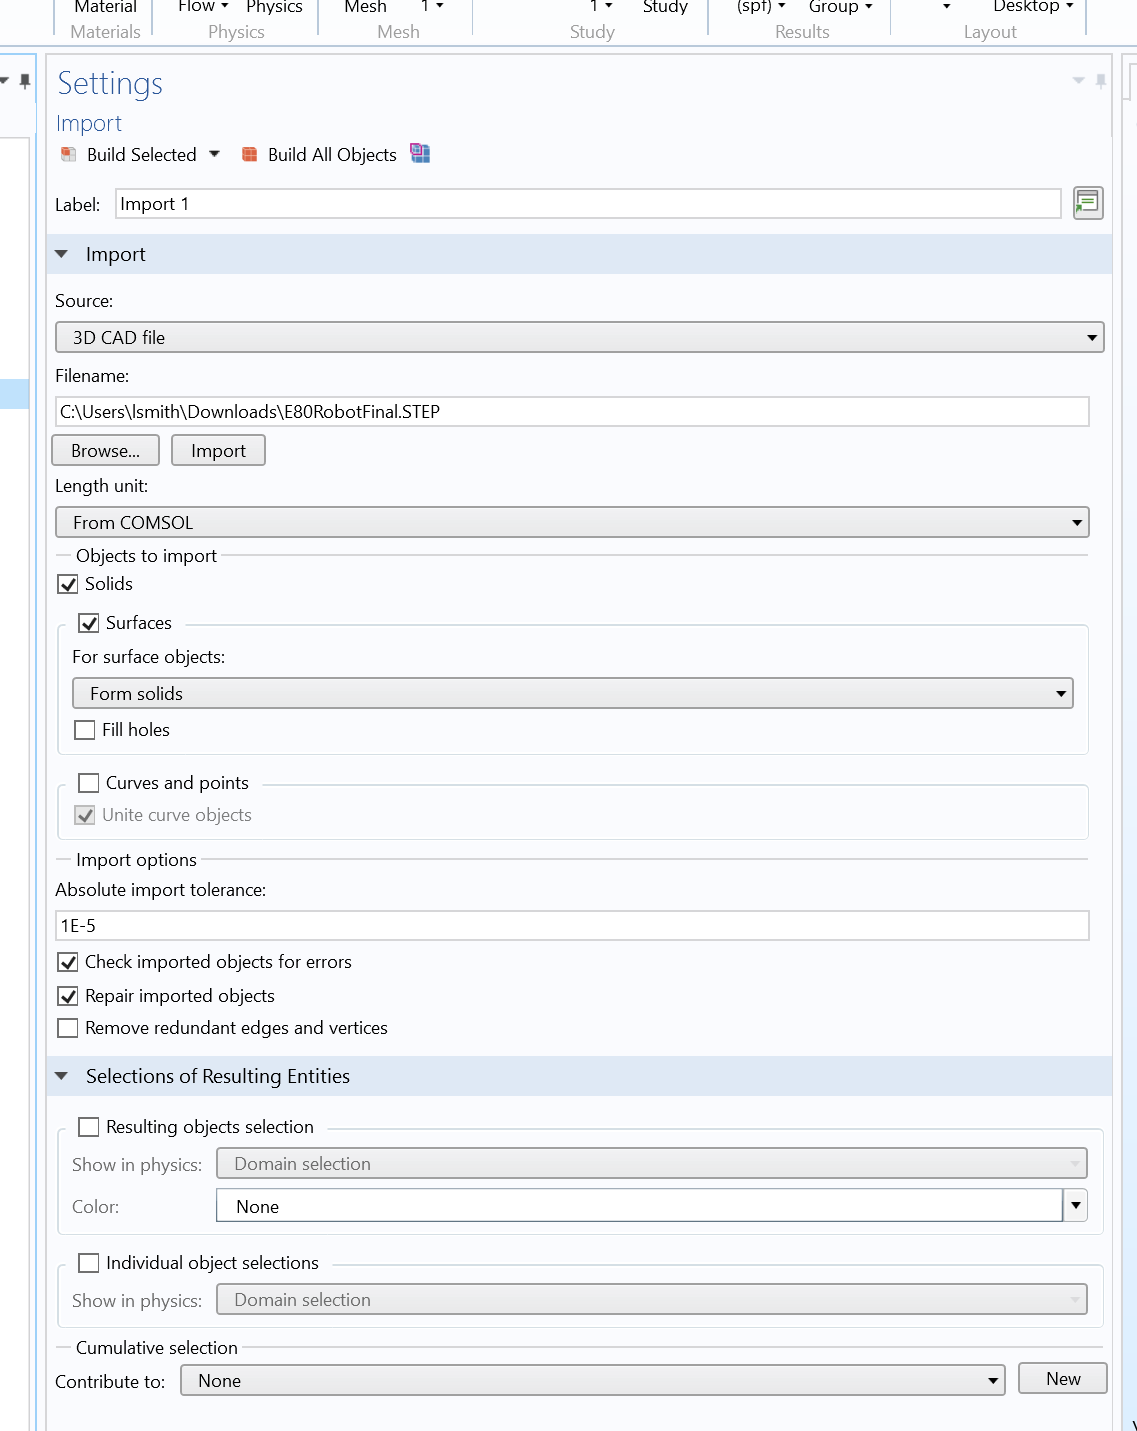 Material Flow Physics Mesh 1 1 Study (spf) Group Desktop
Materials Physics Mesh Study Results Layout
Settings
Import
Build Selected Build All Objects
Label: Import 1
Import
Source:
3D CAD file
Filename:
C:\Users\lsmith\Downloads\E80RobotFinal.STEP
Browse... Import
Length unit:
From COMSOL
Objects to import
Solids
Surfaces
For surface objects:
Form solids
Fill holes
Curves and points
Unite curve objects
Import options
Absolute import tolerance:
1E-5
Check imported objects for errors
Repair imported objects
Remove redundant edges and vertices
Selections of Resulting Entities
Resulting objects selection
Show in physics: Domain selection
Color: None
Individual object selections
Show in physics: Domain selection
Cumulative selection
Contribute to: None New